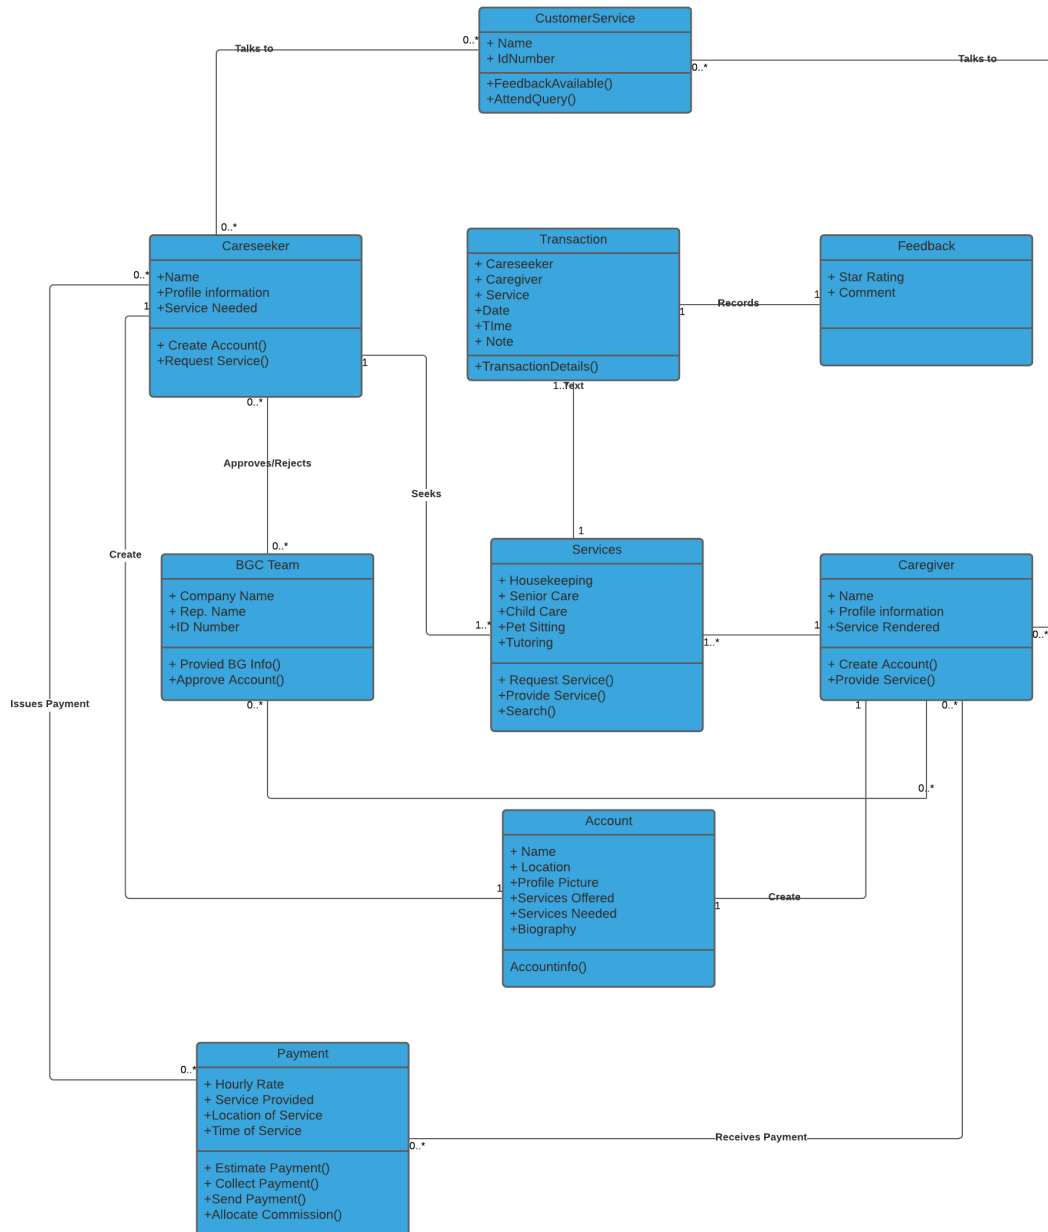 CustomerService
+ Name
+ IdNumber
+FeedbackAvailable()
+AttendQuery()
0..*
Talks to
0..*
Talks to
0..*
Careseeker
+Name
+Profile information
+Service Needed
+ Create Account()
+Request Service()
0..*
1
1
0..*
Transaction
+ Careseeker
+ Caregiver
+ Service
+Date
+TIme
+ Note
+TransactionDetails()
1
Records
1
Feedback
+ Star Rating
+ Comment
Text
1
Approves/Rejects
Seeks
Create
0..*
BGC Team
+ Company Name
+ Rep. Name
+ID Number
+ Provied BG Info()
+Approve Account()
0..*
1..*
Services
+ Housekeeping
+ Senior Care
+Child Care
+Pet Sitting
+Tutoring
+ Request Service()
+Provide Service()
+Search()
1..*
1
Caregiver
+ Name
+ Profile information
+Service Rendered
+ Create Account()
+Provide Service()
0..*
1
0..*
0..*
Issues Payment
Account
+ Name
+ Location
+Profile Picture
+Services Offered
+Services Needed
+Biography
Accountinfo()
1
1
Create
Payment
+ Hourly Rate
+ Service Provided
+Location of Service
+Time of Service
+ Estimate Payment()
+ Collect Payment()
+Send Payment()
+Allocate Commission()
0..*
0..*
Receives Payment